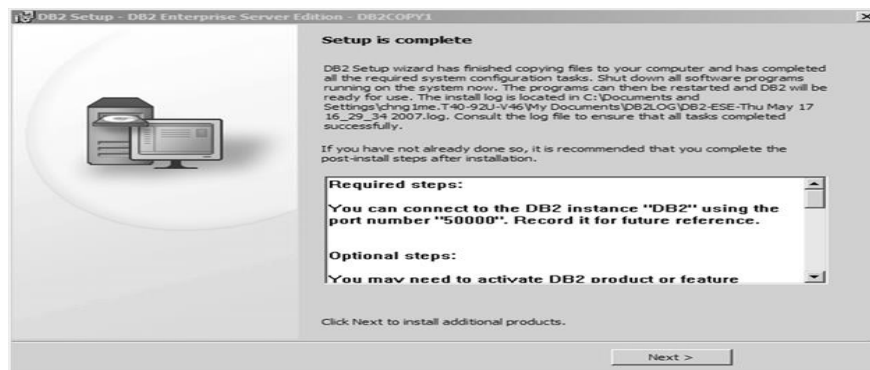 DB2 Setup - DB2 Enterprise Server Edition - DB2COPY1
Setup is complete
DB2 Setup wizard has finished copying files to your computer and has completed
all the required system configuration tasks. Shut down all software programs
running on the system now. The programs can then be restarted and DB2 will be
ready for use. The install log is located in C:\Documents and
Settings\chng1me.T40-92U-V46\My Documents\DB2LOG\DB2-ESE-Thu May 17
16_29_34 2007.log. Consult the log file to ensure that all tasks completed
successfully.
If you have not already done so, it is recommended that you complete the
post-install steps after installation.
Required steps:
You can connect to the DB2 instance "DB2" using the
port number "50000". Record it for future reference.
Optional steps:
You may need to activate DB2 product or feature
Click Next to install additional products.
Next >